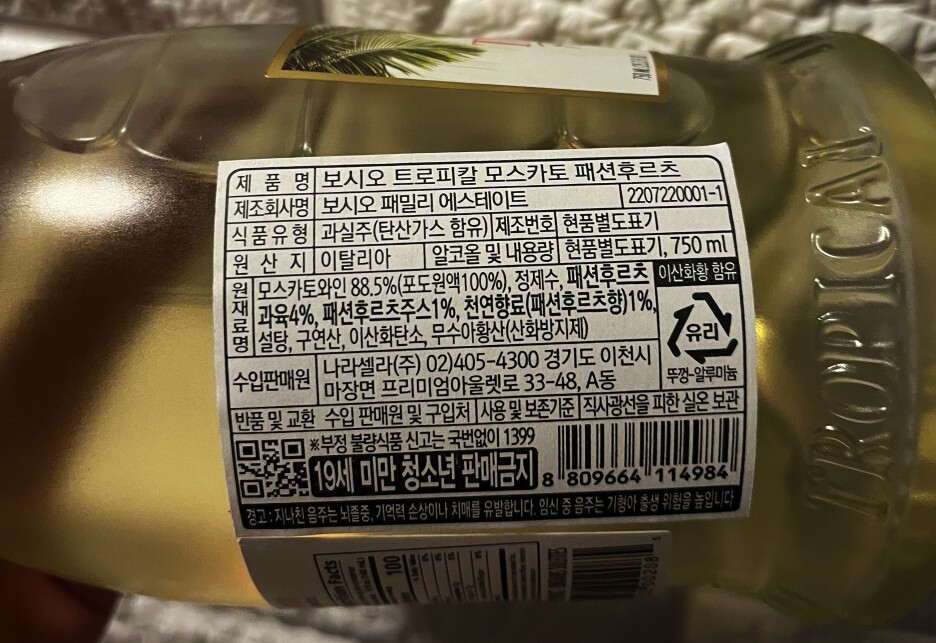 제 품 명 보시오 트로피칼 모스카토 패션후르츠
제조회사명 보시오 패밀리 에스테이트 2207220001-1
식품유형 과실주(탄산가스 함유) 제조번호 현품별도표기
원 산 지 이탈리아 알코올 및 내용량 현품별도표기, 750 ml
원재료명 모스카토와인 88.5%(포도원액100%), 정제수, 패션후르츠
과육4%, 패션후르츠주스1%, 천연향료(패션후르츠향)1%,
설탕, 구연산, 이산화탄소, 무수아황산(산화방지제)
이산화황 함유
유리
뚜껑-알루미늄
수입판매원 나라셀라(주) 02)405-4300 경기도 이천시
마장면 프리미엄아울렛로 33-48, A동
반품 및 교환 수입 판매원 및 구입처 사용 및 보존기준 직사광선을 피한 실온 보관
※부정 불량식품 신고는 국번없이 1399
19세 미만 청소년 판매금지
8 809664 114984
경고 : 지나친 음주는 뇌졸중, 기억력 손상이나 치매를 유발합니다. 임신 중 음주는 기형아 출생 위험을 높입니다
TROPICAL
Facts
100